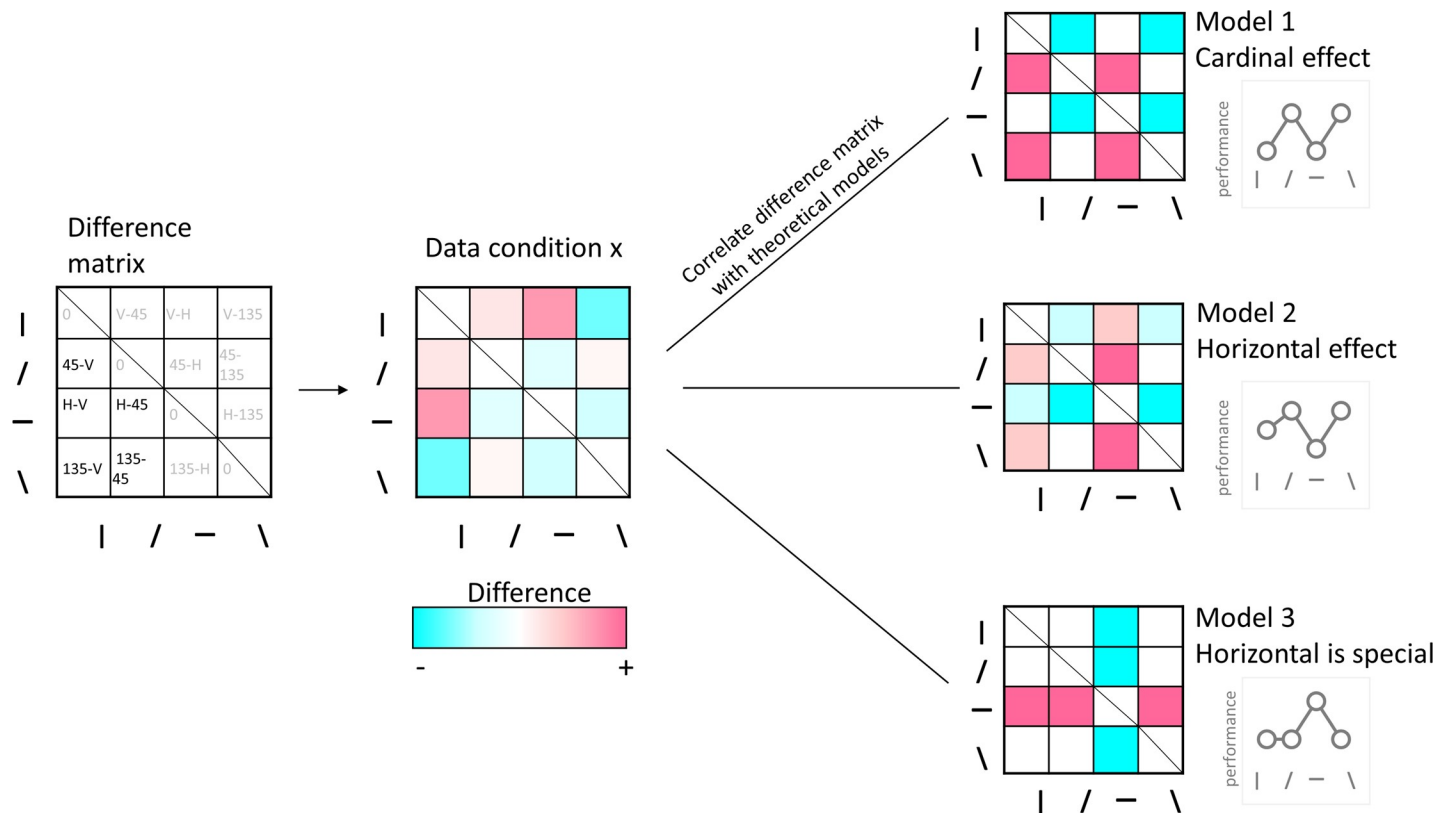 Difference
matrix
0
V-45
V-H
V-135
45-V
0
45-H
45-
135
H-V
H-45
0
H-135
135-V
135-
45
135-H
0
| / — \
| / — \
Data condition x
| / — \
| / — \
Difference
- +
Correlate difference matrix
with theoretical models
Model 1
Cardinal effect
| / — \
| / — \
performance
| / — \
Model 2
Horizontal effect
| / — \
| / — \
performance
| / — \
Model 3
Horizontal is special
| / — \
| / — \
performance
| / — \